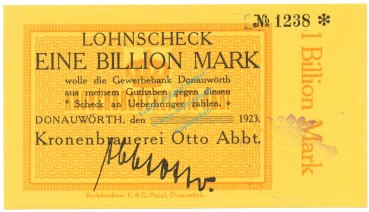 № 1238 *
LOHNSCHECK
EINE BILLION MARK
wolle die Gewerbebank Donauwörth
aus meinem Guthaben gegen diesen
* Scheck an Ueberbringer zahlen. *
DONAUWÖRTH, den 1923.
Kronenbrauerei Otto Abbt.
1 Billion Mark